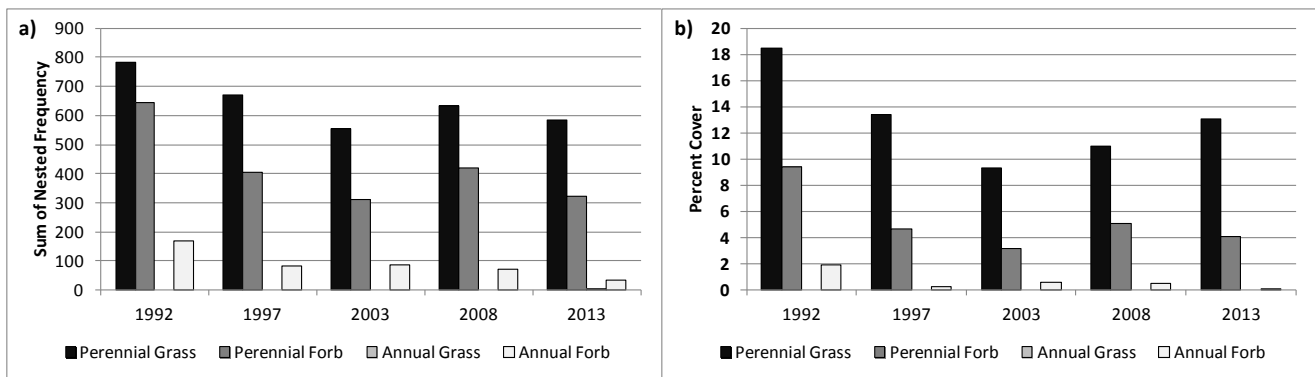 a)
Sum of Nested Frequency
900
800
700
600
500
400
300
200
100
0
1992 1997 2003 2008 2013
Perennial Grass Perennial Forb Annual Grass Annual Forb
b)
Percent Cover
20
18
16
14
12
10
8
6
4
2
0
1992 1997 2003 2008 2013
Perennial Grass Perennial Forb Annual Grass Annual Forb